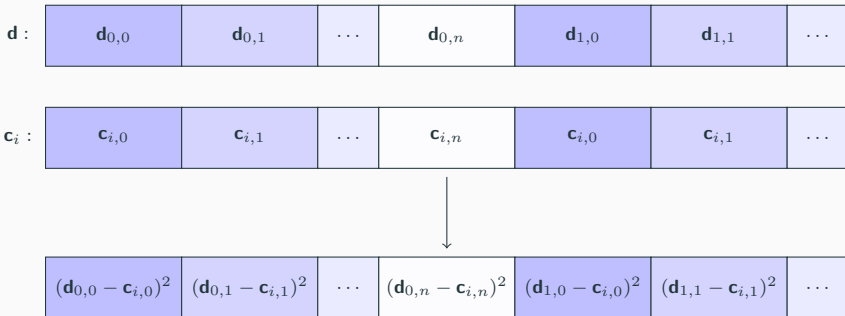 d : d₀,₀ d₀,₁ ··· d₀,ₙ d₁,₀ d₁,₁ ···
cᵢ : cᵢ,₀ cᵢ,₁ ··· cᵢ,ₙ cᵢ,₀ cᵢ,₁ ···
(d₀,₀ − cᵢ,₀)² (d₀,₁ − cᵢ,₁)² ··· (d₀,ₙ − cᵢ,ₙ)² (d₁,₀ − cᵢ,₀)² (d₁,₁ − cᵢ,₁)² ···